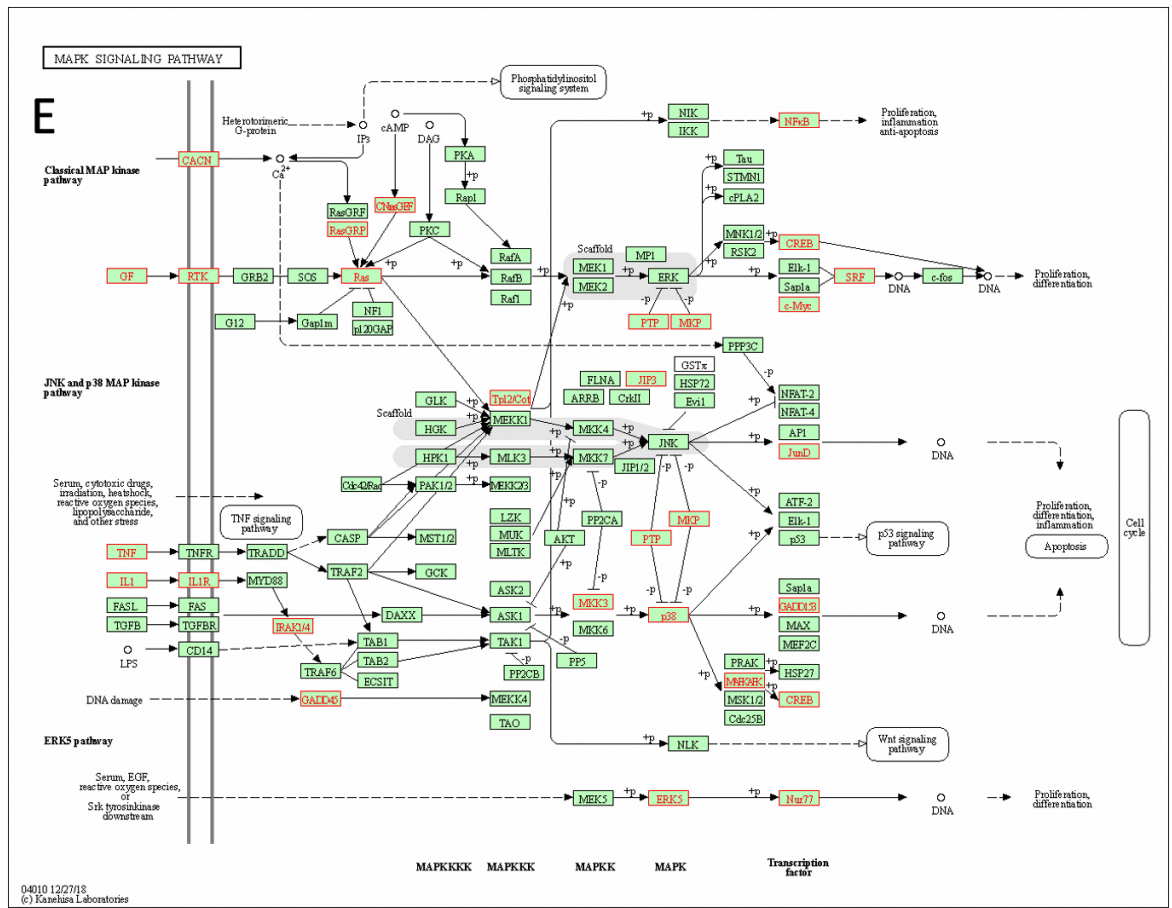 MAPK SIGNALING PATHWAY
E
Phosphatidylinositol
signaling system
Heterotorimeric
G-protein
IP3
cAMP
DAG
NIK
IKK
+p
NFκB
Proliferation,
inflammation
anti-apoptosis
Classical MAP kinase
pathway
CACN
Ca2+
PKA
+p
Rap1
Tau
STMN1
cPLA2
+p
+p
RasGRF
RasGRP
CNrasGEF
PKC
RafA
RafB
Raf1
Scaffold
MEK1
MEK2
MP1
ERK
MNK1/2
RSK2
+p
+p
CREB
GF
RTK
GRB2
SOS
Ras
+p
+p
+p
+p
+p
+p
Elk-1
Sap1a
c-Myc
SRF
DNA
c-fos
DNA
Proliferation,
differentiation
G12
Gap1m
NF1
p120GAP
+p
-p
-p
PTP
MKP
PPP3C
-p
JNK and p38 MAP kinase
pathway
FLNA
JIP3
GSTπ
HSP72
ARRB
CrkII
Evi1
NFAT-2
NFAT-4
Scaffold
GLK
HGK
HPK1
+p
+p
+p
+p
Tpl2/Cot
MEKK1
MLK3
MEKK2/3
+p
+p
MKK4
MKK7
+p
+p
JNK
JIP1/2
+p
+p
AP1
JunD
DNA
Cdc42/Rac
PAK1/2
Serum, cytotoxic drugs,
irradiation, heatshock,
reactive oxygen species,
lipopolysaccharide,
and other stress
TNF signaling
pathway
LZK
MUK
MLTK
+p
AKT
+p
-p
PP2CA
-p
-p
-p
MKP
PTP
-p
-p
+p
+p
ATF-2
Elk-1
p53
p53 signaling
pathway
Proliferation,
differentiation,
inflammation
Apoptosis
Cell
cycle
TNF
TNFR
TRADD
CASP
MST1/2
IL1
IL1R
MYD88
TRAF2
GCK
ASK2
FASL
FAS
DAXX
ASK1
+p
MKK3
MKK6
+p
p38
+p
Sap1a
GADD153
MAX
MEF2C
DNA
TGFB
TGFBR
IRAK1/4
TAB1
TAK1
-p
PP5
LPS
CD14
TRAF6
TAB2
ECSIT
-p
PP2CB
+p
PRAK
MAPKAPK
MSK1/2
Cdc25B
+p
+p
HSP27
CREB
DNA damage
GADD45
MEKK4
TAO
ERK5 pathway
+p
NLK
Wnt signaling
pathway
Serum, EGF,
reactive oxygen species,
or
Srk tyrosinkinase
downstream
MEK5
+p
ERK5
+p
Nur77
DNA
Proliferation,
differentiation
MAPKKKK
MAPKKK
MAPKK
MAPK
Transcription
factor
04010 12/27/18
(c) Kanehisa Laboratories